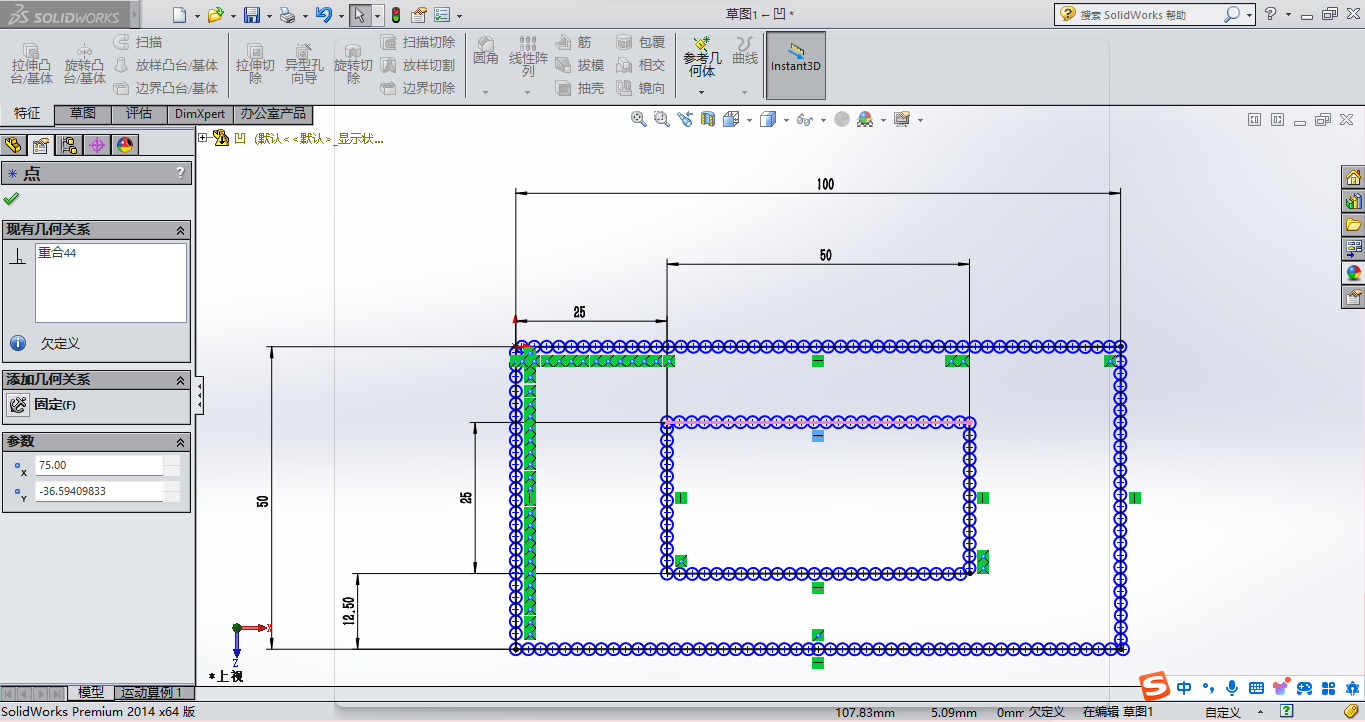 SOLIDWORKS
草图1 - 凹 *
搜索 SolidWorks 帮助
拉伸凸台/基体
旋转凸台/基体
扫描
放样凸台/基体
边界凸台/基体
拉伸切除
异型孔向导
旋转切除
扫描切除
放样切割
边界切除
圆角
线性阵列
筋
拔模
抽壳
包覆
相交
镜向
参考几何体
曲线
Instant3D
特征
草图
评估
DimXpert
办公室产品
凹 (默认<<默认>_显示状...
点
?
现有几何关系
重合44
欠定义
添加几何关系
固定(F)
参数
X
75.00
Y
-36.59409833
100
50
25
50
25
12.50
X
Z
*上视
模型
运动算例 1
中
SolidWorks Premium 2014 x64 版
107.83mm
5.09mm
0mm 欠定义
在编辑 草图1
自定义